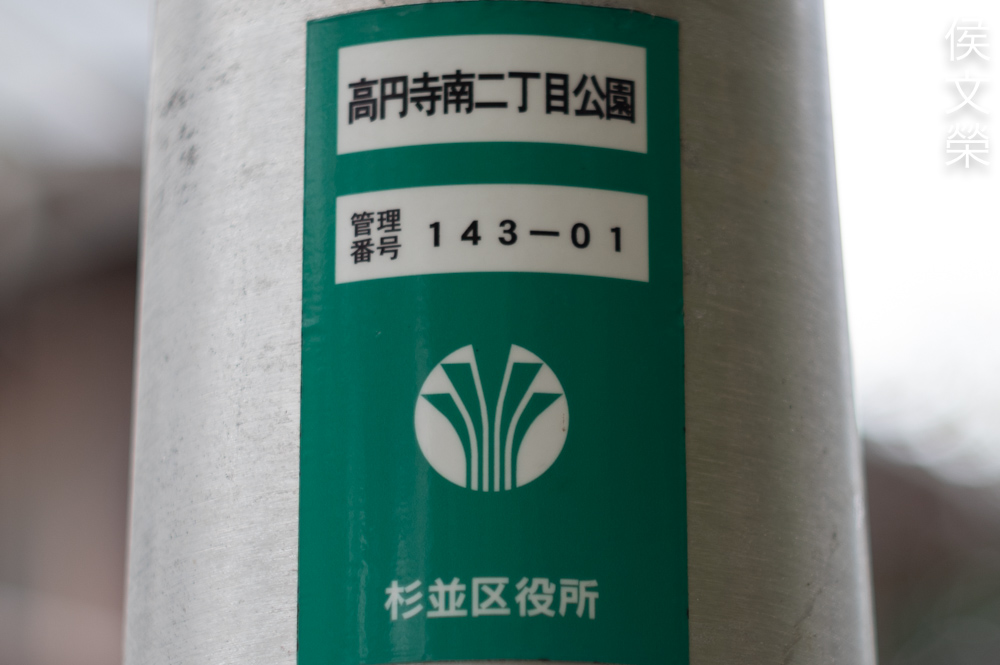 高円寺南二丁目公園
管理
番号 143−01
杉並区役所
侯文榮